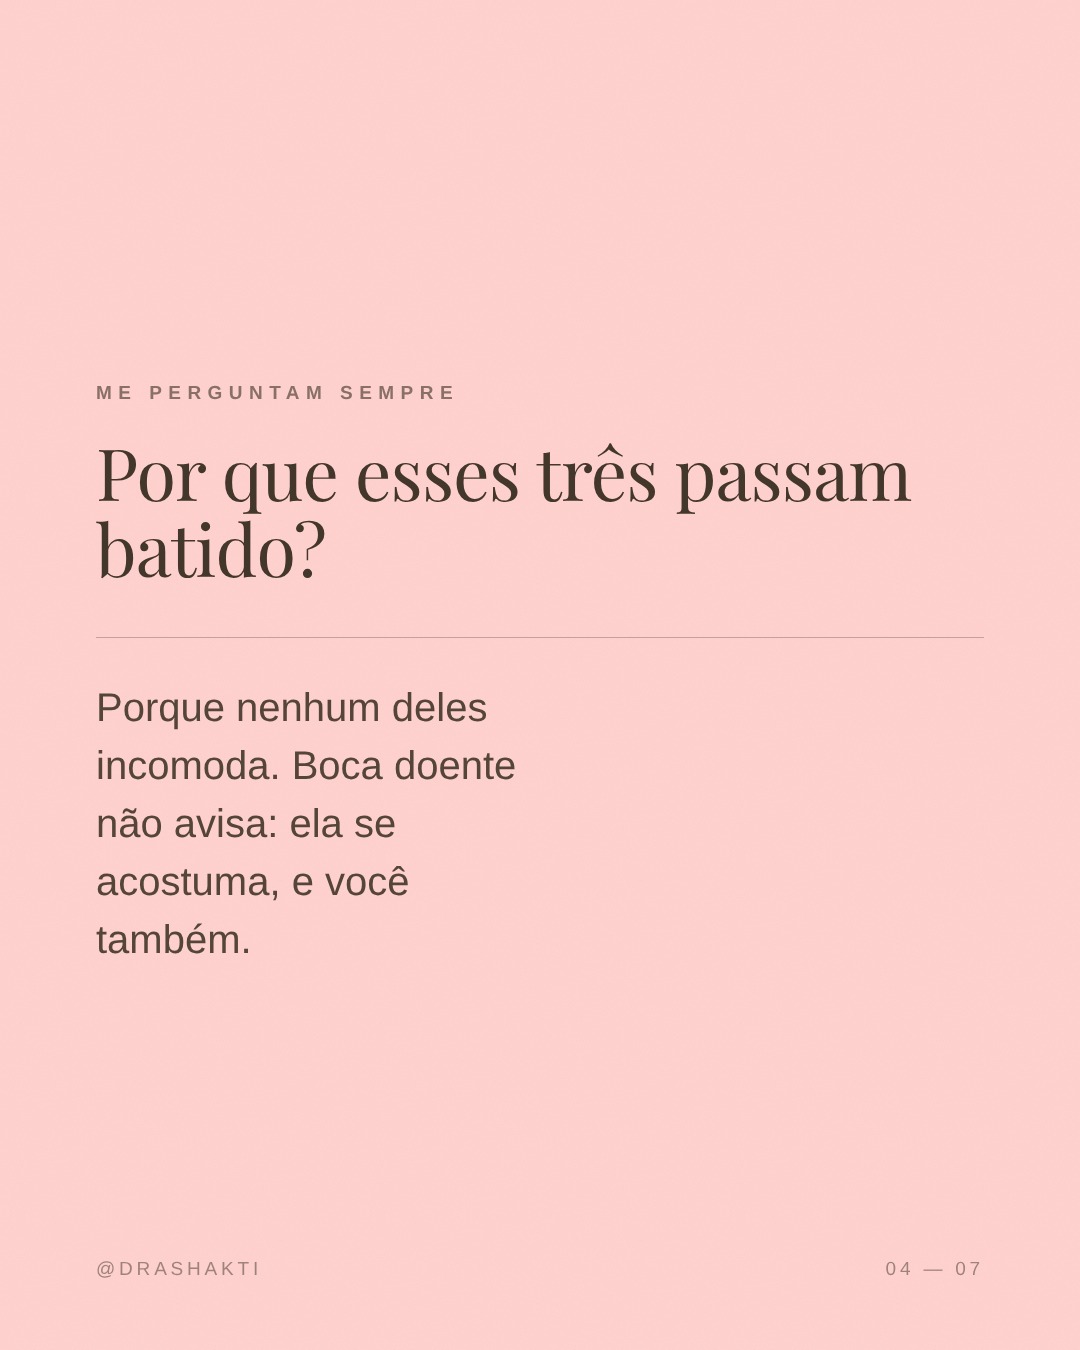 ME PERGUNTAM SEMPRE
Por que esses três passam
batido?
Porque nenhum deles
incomoda. Boca doente
não avisa: ela se
acostuma, e você
também.
@DRASHAKTI
04 — 07